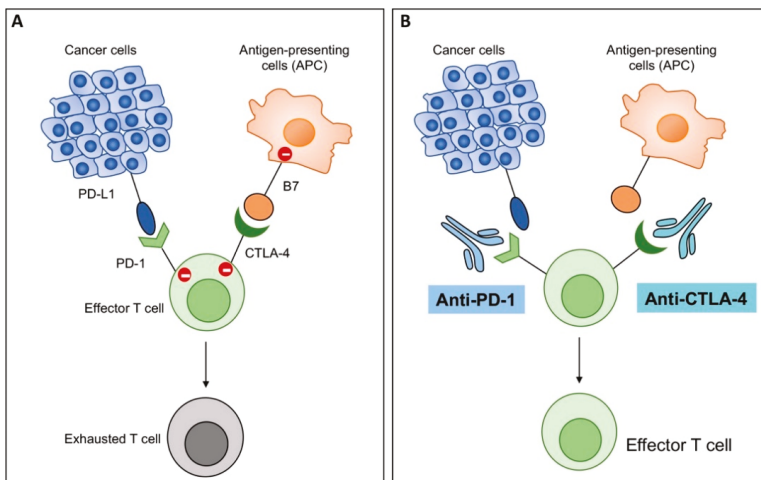 A
Cancer cells
Antigen-presenting
cells (APC)
PD-L1
B7
PD-1
CTLA-4
Effector T cell
Exhausted T cell
B
Cancer cells
Antigen-presenting
cells (APC)
Anti-PD-1
Anti-CTLA-4
Effector T cell